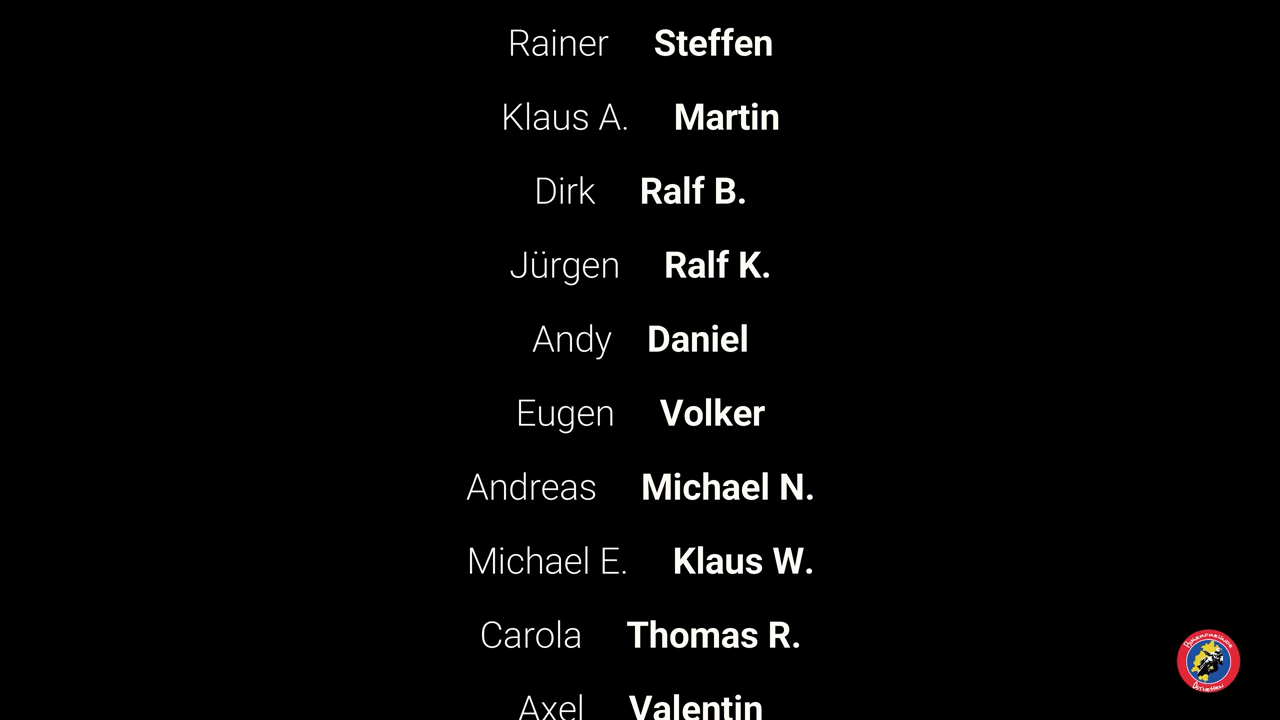 Rainer Steffen
Klaus A. Martin
Dirk Ralf B.
Jürgen Ralf K.
Andy Daniel
Eugen Volker
Andreas Michael N.
Michael E. Klaus W.
Carola Thomas R.
Axel Valentin